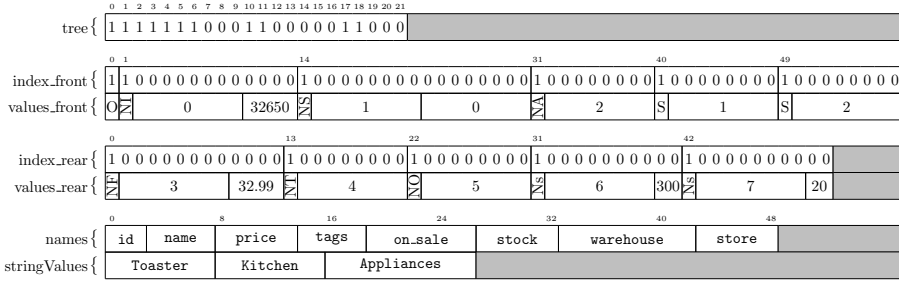 0 1 2 3 4 5 6 7 8 9 10 11 12 13 14 15 16 17 18 19 20 21
tree { 1 1 1 1 1 1 1 0 0 0 1 1 0 0 0 0 0 1 1 0 0 0
0 1 14 31 40 49
index_front { 1 1 0 0 0 0 0 0 0 0 0 0 0 0 1 0 0 0 0 0 0 0 0 0 0 0 0 0 0 0 0 1 0 0 0 0 0 0 0 0 1 0 0 0 0 0 0 0 0 1 0 0 0 0 0 0 0 0
values_front { O NI 0 32650 NS 1 0 NA 2 S 1 S 2
0 13 22 31 42
index_rear { 1 0 0 0 0 0 0 0 0 0 0 0 0 1 0 0 0 0 0 0 0 0 1 0 0 0 0 0 0 0 0 1 0 0 0 0 0 0 0 0 0 0 1 0 0 0 0 0 0 0 0 0 0
values_rear { NF 3 32.99 NT 4 NO 5 Ns 6 300 Ns 7 20
0 8 16 24 32 40 48
names { id name price tags on_sale stock warehouse store
stringValues { Toaster Kitchen Appliances